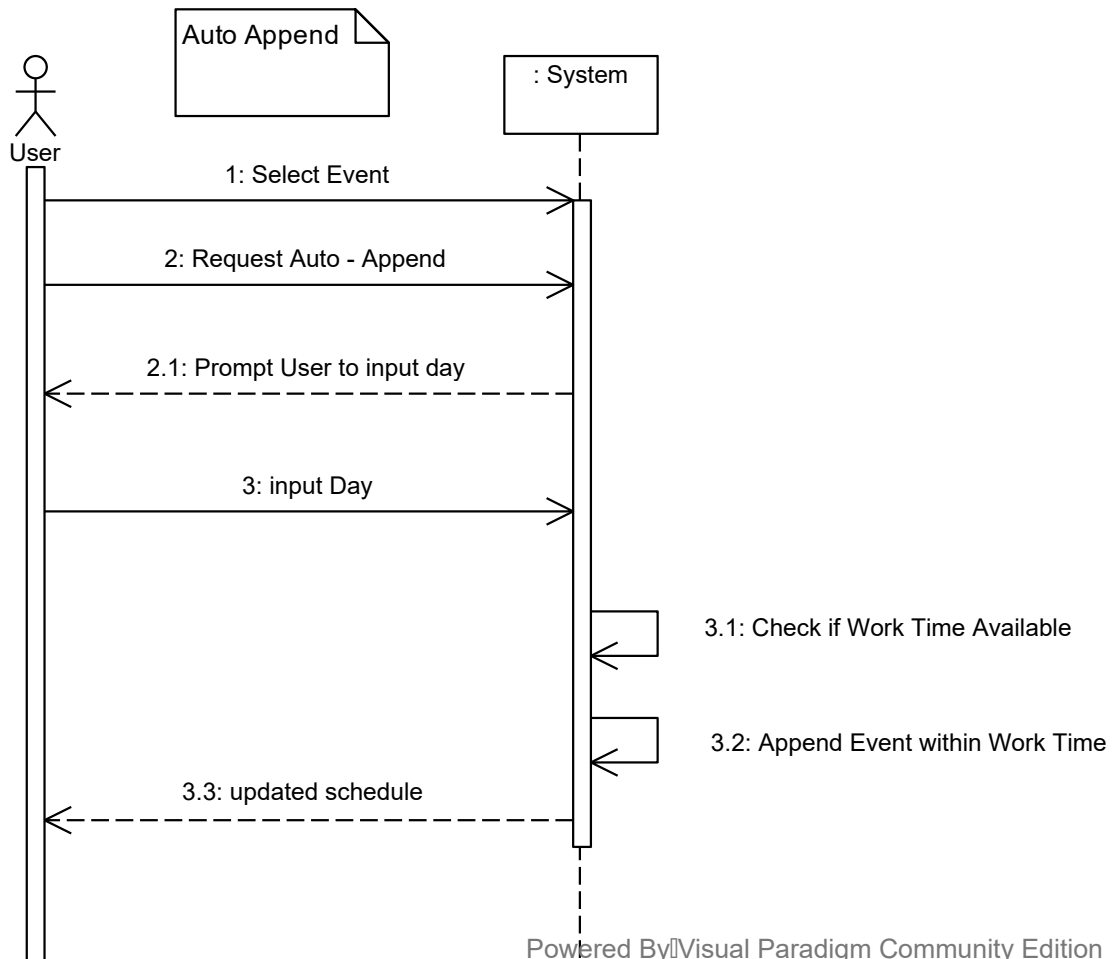 Auto Append
: System
User
1: Select Event
2: Request Auto - Append
2.1: Prompt User to input day
3: input Day
3.1: Check if Work Time Available
3.2: Append Event within Work Time
3.3: updated schedule
Powered By Visual Paradigm Community Edition